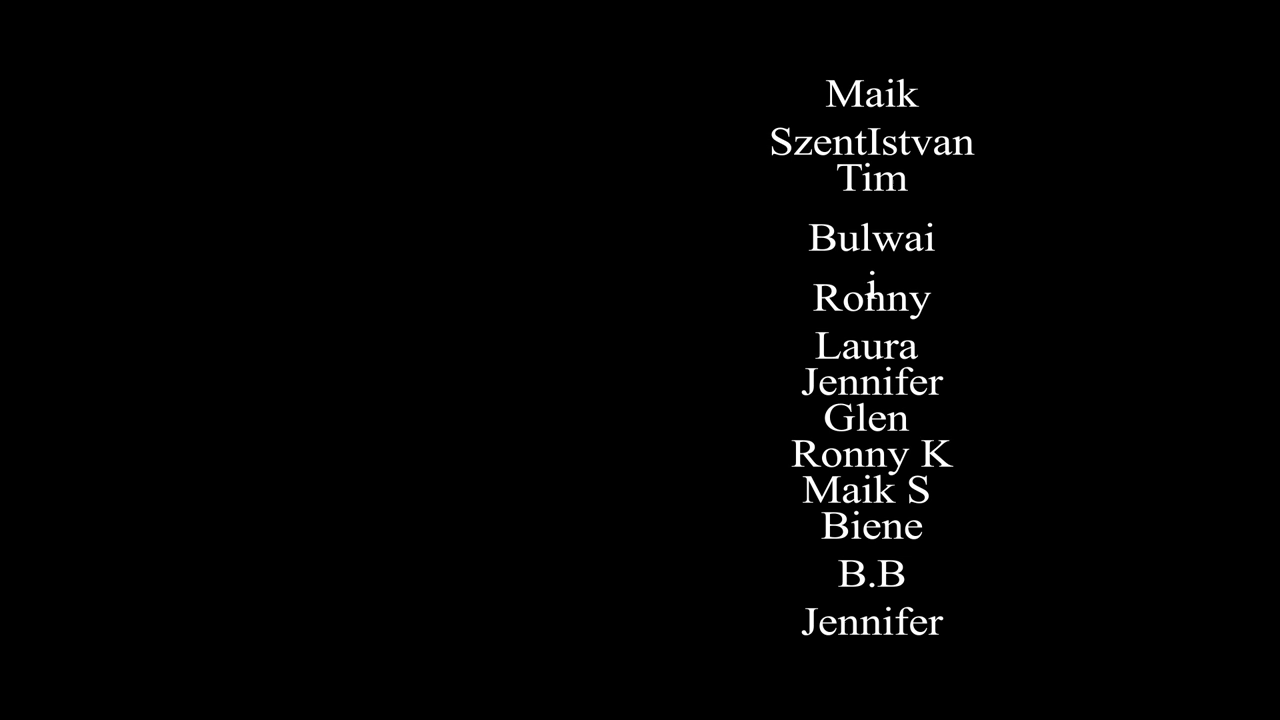 Maik
SzentIstvan
Tim
Bulwai
i
Ronny
Laura
Jennifer
Glen
Ronny K
Maik S
Biene
B.B
Jennifer